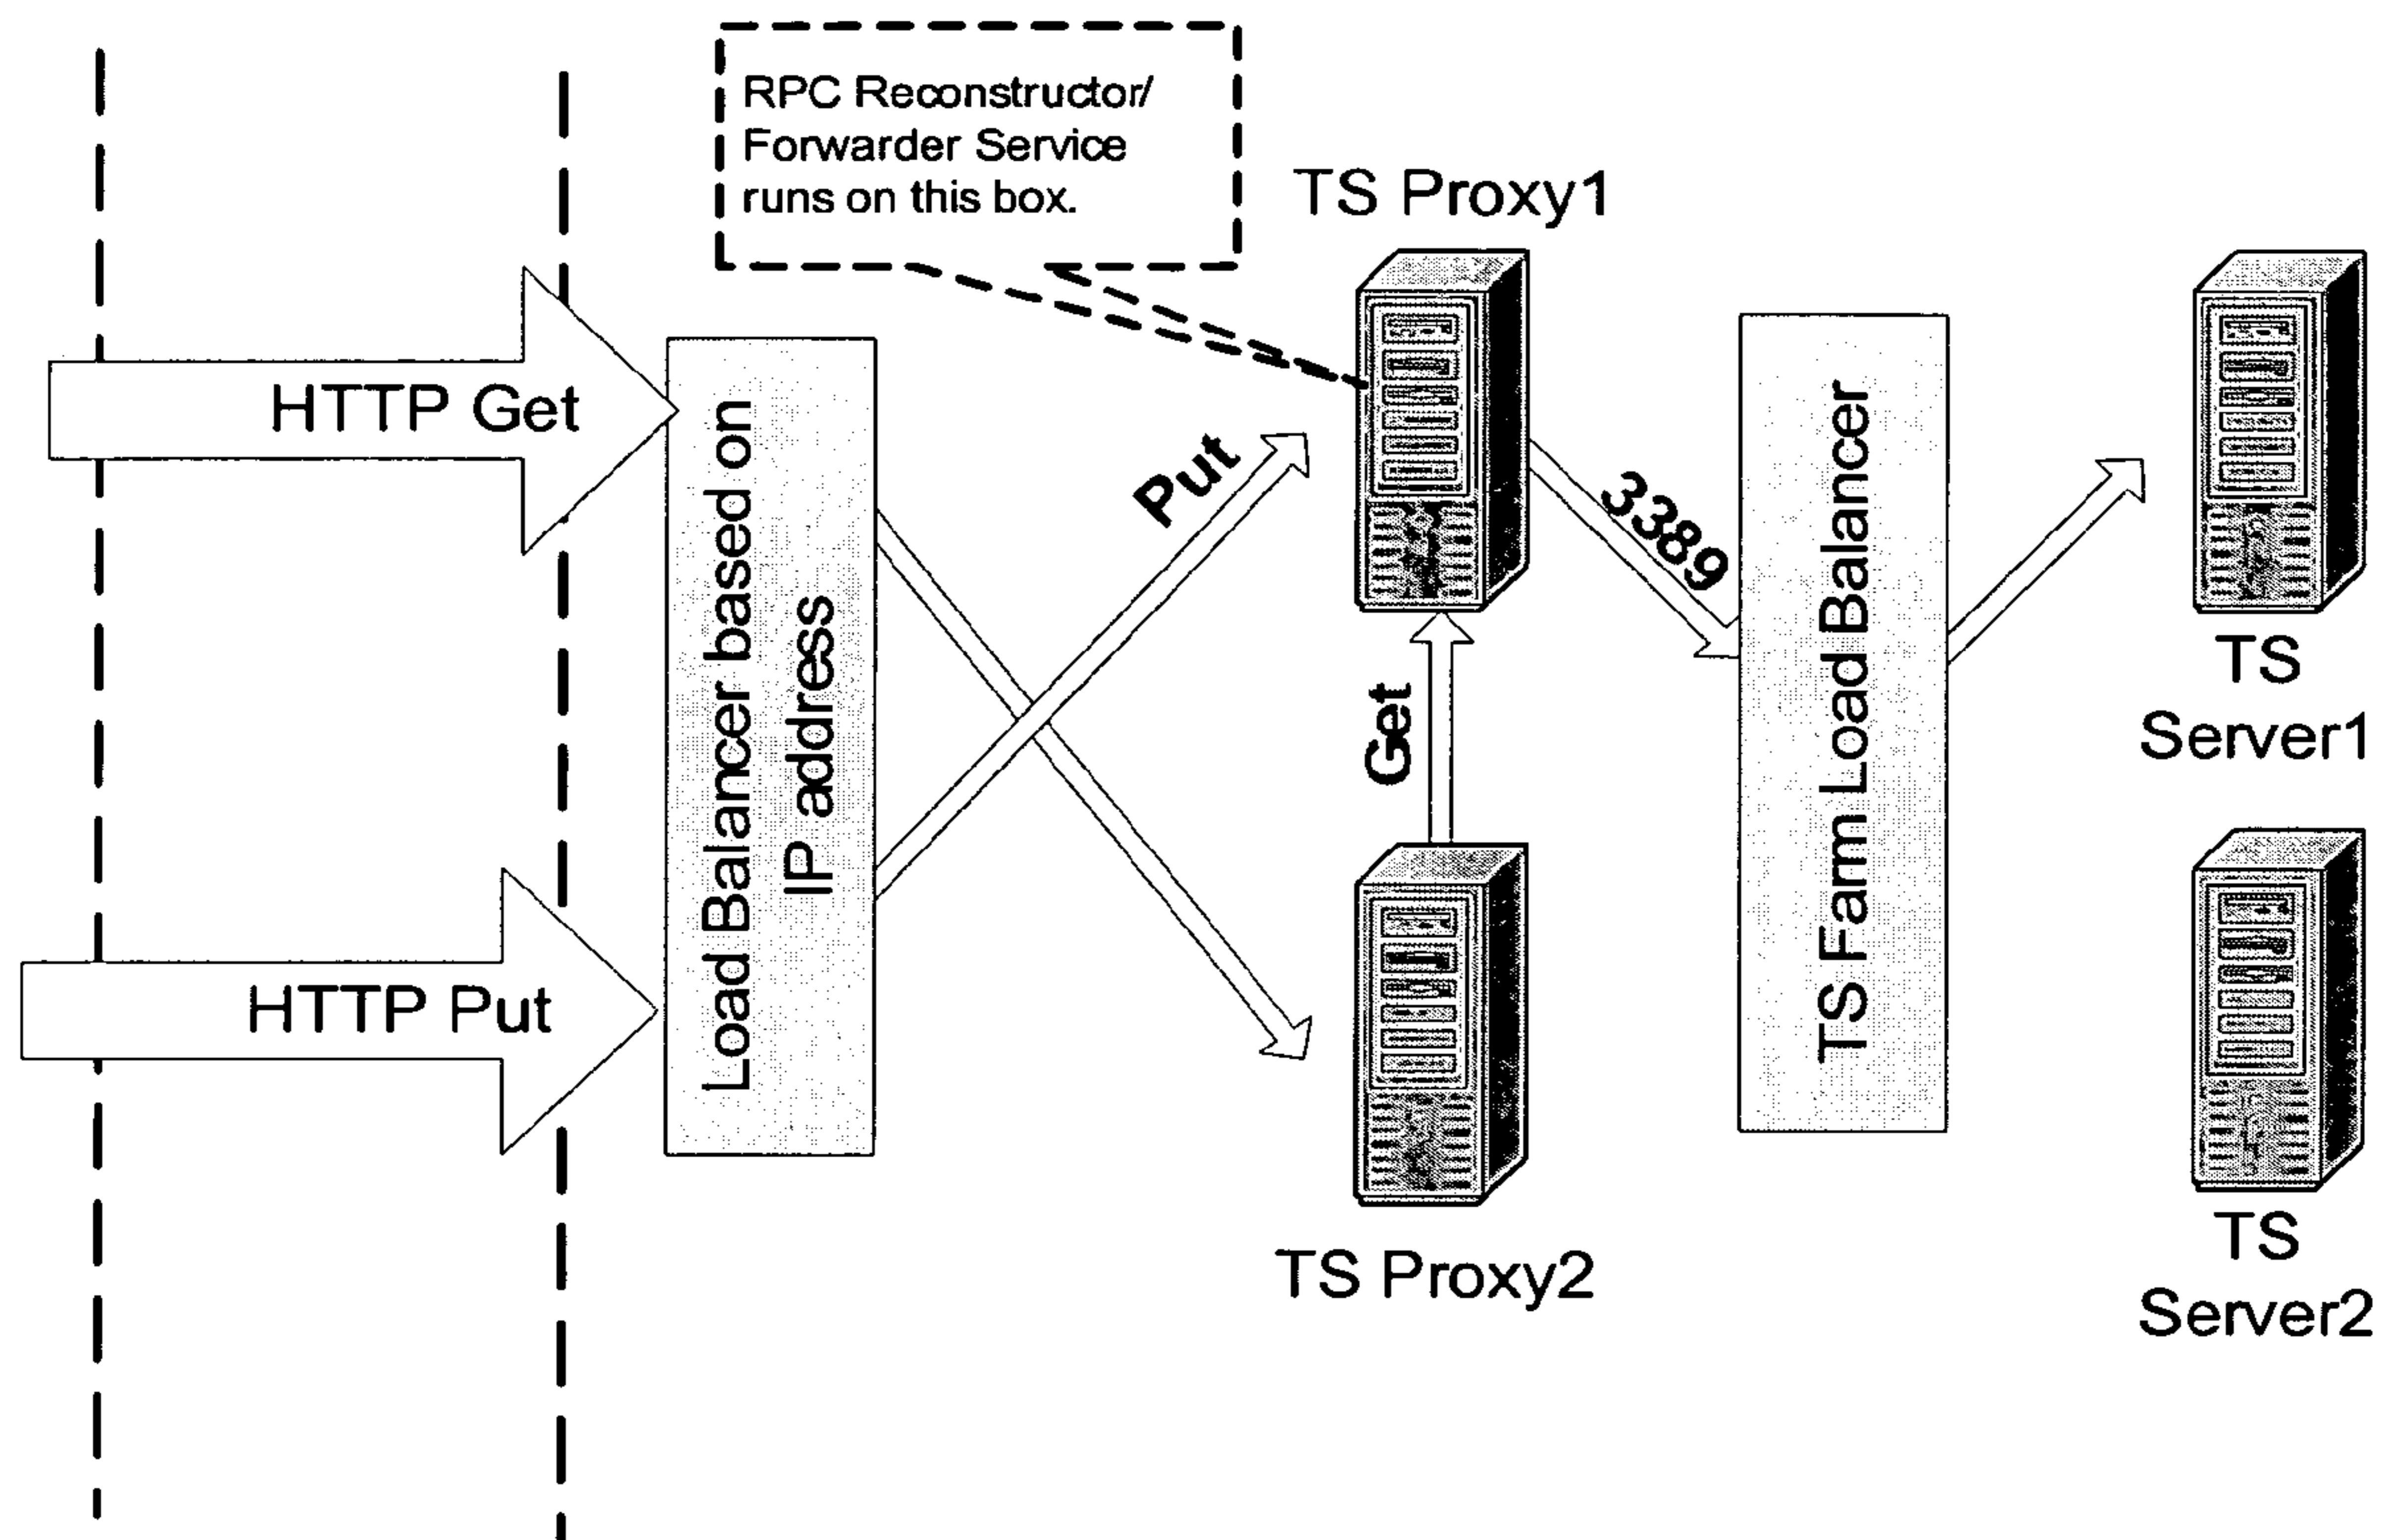 RPC Reconstructor/
Forwarder Service
runs on this box.
TS Proxy1
HTTP Get
HTTP Put
Load Balancer based on
IP address
Put
Get
3389
TS Proxy2
TS Farm Load Balancer
TS
Server1
TS
Server2